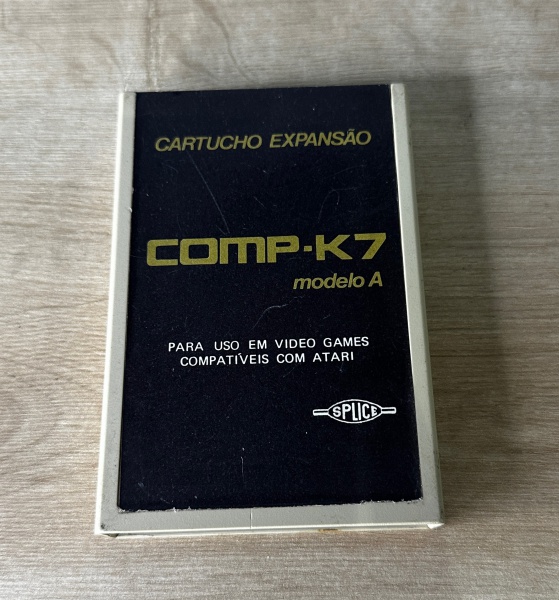 CARTUCHO EXPANSÃO
COMP-K7
modelo A
PARA USO EM VIDEO GAMES
COMPATÍVEIS COM ATARI
SPLICE